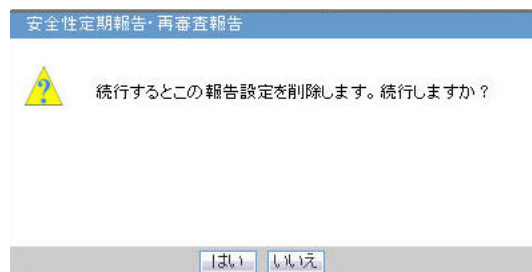 安全性定期報告・再審査報告
?
続行するとこの報告設定を削除します。続行しますか?
はい いいえ